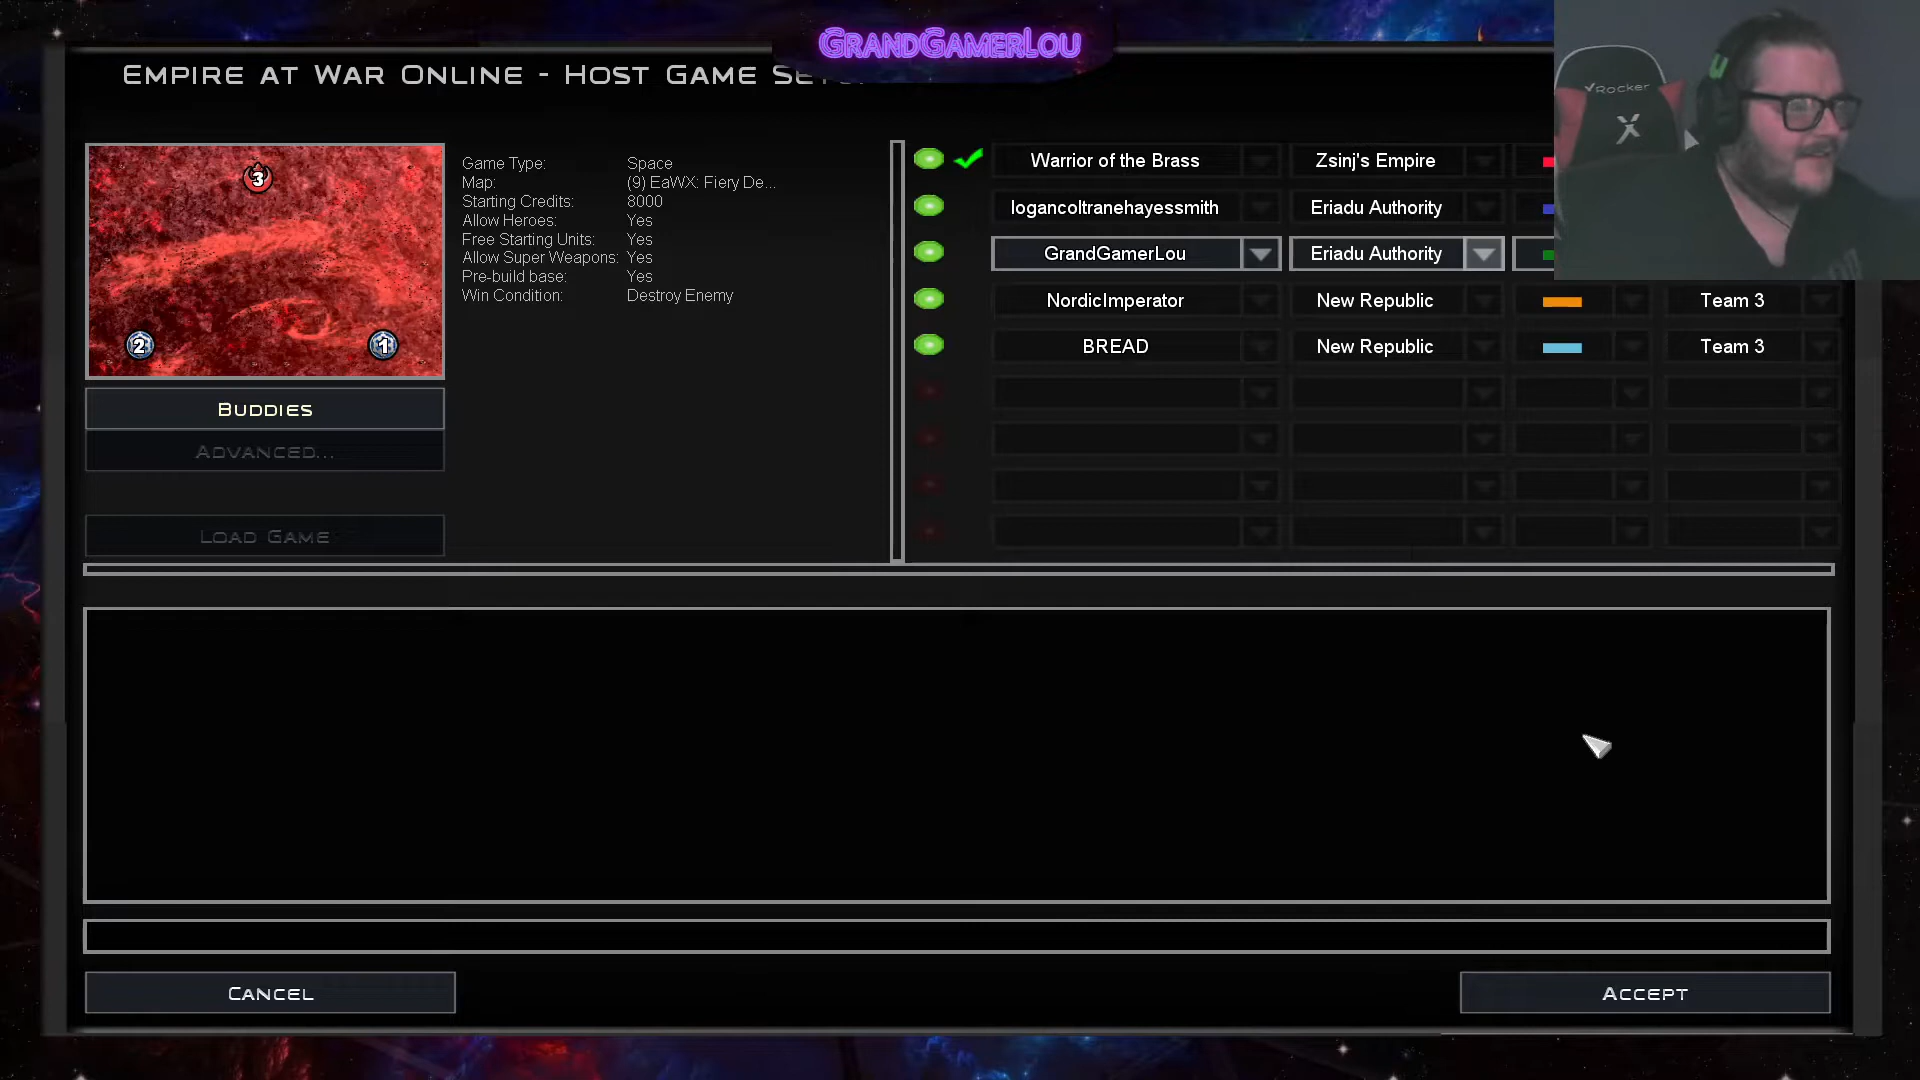 GrandGamerLou
Empire at War Online - Host Game Setu
Rocker
X
3
2
1
Game Type: Space
Map: (9) EaWX: Fiery De...
Starting Credits: 8000
Allow Heroes: Yes
Free Starting Units: Yes
Allow Super Weapons: Yes
Pre-build base: Yes
Win Condition: Destroy Enemy
Warrior of the Brass Zsinj's Empire
logancoltranehayessmith Eriadu Authority
GrandGamerLou Eriadu Authority
NordicImperator New Republic Team 3
BREAD New Republic Team 3
Buddies
Advanced...
Load Game
Cancel
Accept